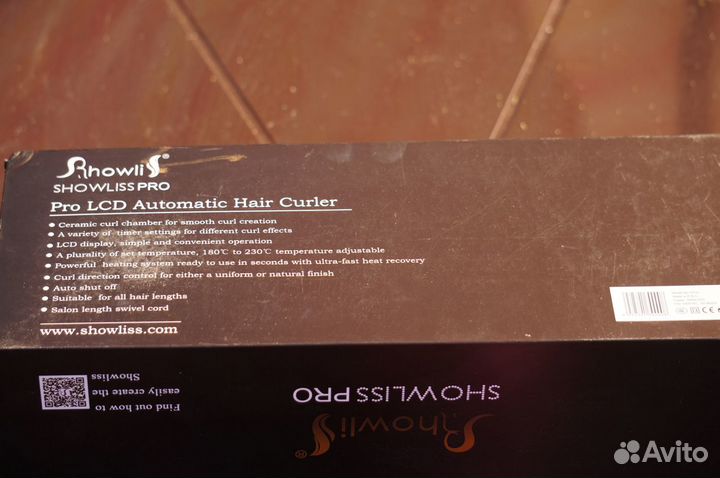 Showliss®
SHOWLISS PRO
Pro LCD Automatic Hair Curler
• Ceramic curl chamber for smooth curl creation
• A variety of timer settings for different curl effects
• LCD display, simple and convenient operation
• A plurality of set temperature, 180℃ to 230℃ temperature adjustable
• Powerful heating system ready to use in seconds with ultra-fast heat recovery
• Curl direction control for either a uniform or natural finish
• Auto shut off
• Suitable for all hair lengths
• Salon length swivel cord
www.showliss.com
CE
Find out how to
easily create the
Showliss
SHOWLISS PRO
Showliss®
Avito